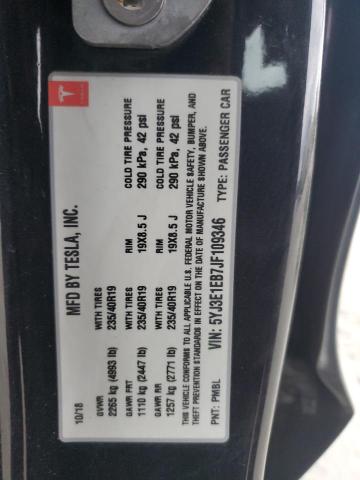 MFD BY TESLA, INC.
10/18
GVWR WITH TIRES RIM COLD TIRE PRESSURE
2265 kg (4993 lb) 235/40R19 19X8.5 J 290 kPa, 42 psi
GAWR FRT WITH TIRES RIM COLD TIRE PRESSURE
1110 kg (2447 lb) 235/40R19 19X8.5 J 290 kPa, 42 psi
GAWR RR
1257 kg (2771 lb)
THIS VEHICLE CONFORMS TO ALL APPLICABLE U.S. FEDERAL MOTOR VEHICLE SAFETY, BUMPER, AND
THEFT PREVENTION STANDARDS IN EFFECT ON THE DATE OF MANUFACTURE SHOWN ABOVE.
VIN: 5YJ3E1EB7JF109346 TYPE: PASSENGER CAR
PNT: PMBL